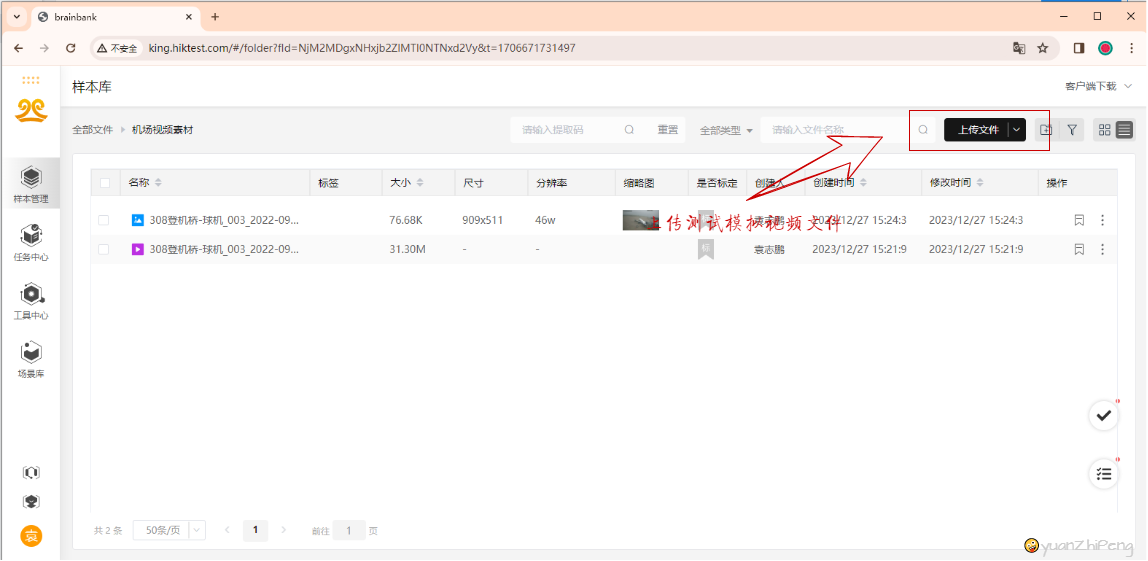 brainbank
不安全
king.hiktest.com/#/folder?fId=NjM2MDgxNHxjb2ZlMTI0NTNxd2Vy&t=1706671731497
样本库
客户端下载
全部文件
机场视频素材
请输入提取码
重置
全部类型
请输入文件名称
上传文件
名称
标签
大小
尺寸
分辨率
缩略图
是否标定
创建人
创建时间
修改时间
操作
308登机桥-球机_003_2022-09...
76.68K
909x511
46w
袁志鹏
2023/12/27 15:24:3
2023/12/27 15:24:3
上传测试模拟视频文件
308登机桥-球机_003_2022-09...
31.30M
-
-
标
袁志鹏
2023/12/27 15:21:9
2023/12/27 15:21:9
样本管理
任务中心
工具中心
场景库
袁
共 2 条
50条/页
1
前往
1
页
0
0
yuanZhiPeng